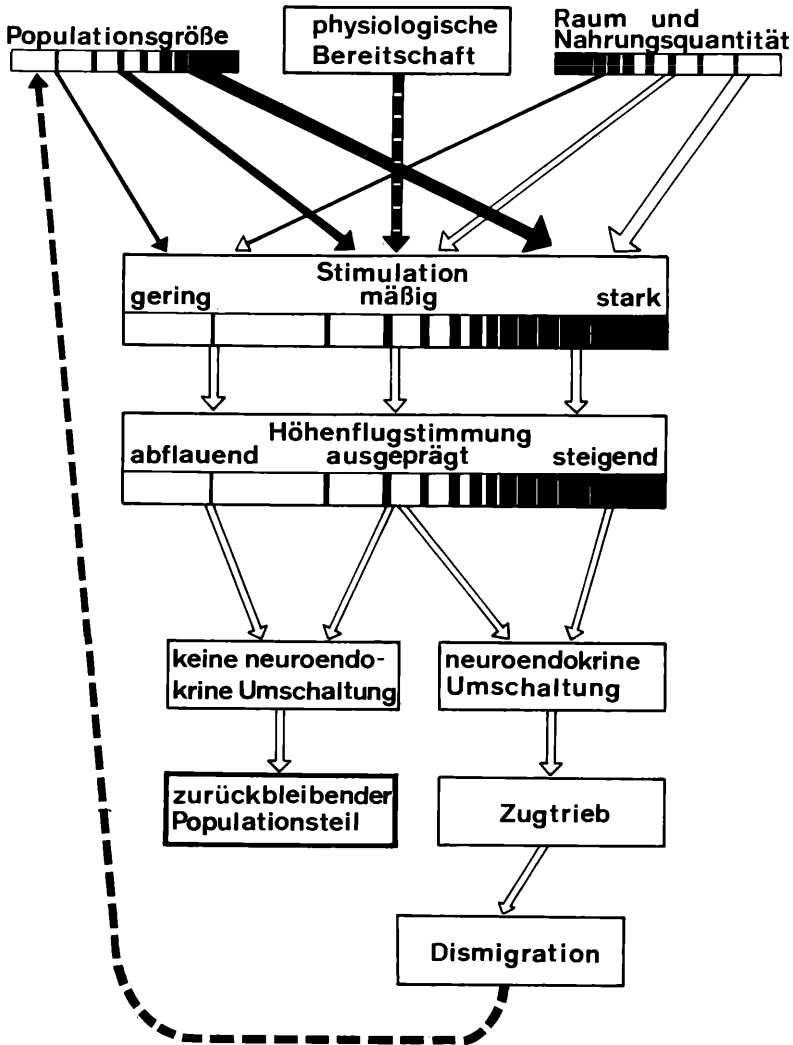 Populationsgröße
physiologische
Bereitschaft
Raum und
Nahrungsquantität
Stimulation
gering mäßig stark
Höhenflugstimmung
abflauend ausgeprägt steigend
keine neuroendo-
krine Umschaltung
neuroendokrine
Umschaltung
zurückbleibender
Populationsteil
Zugtrieb
Dismigration